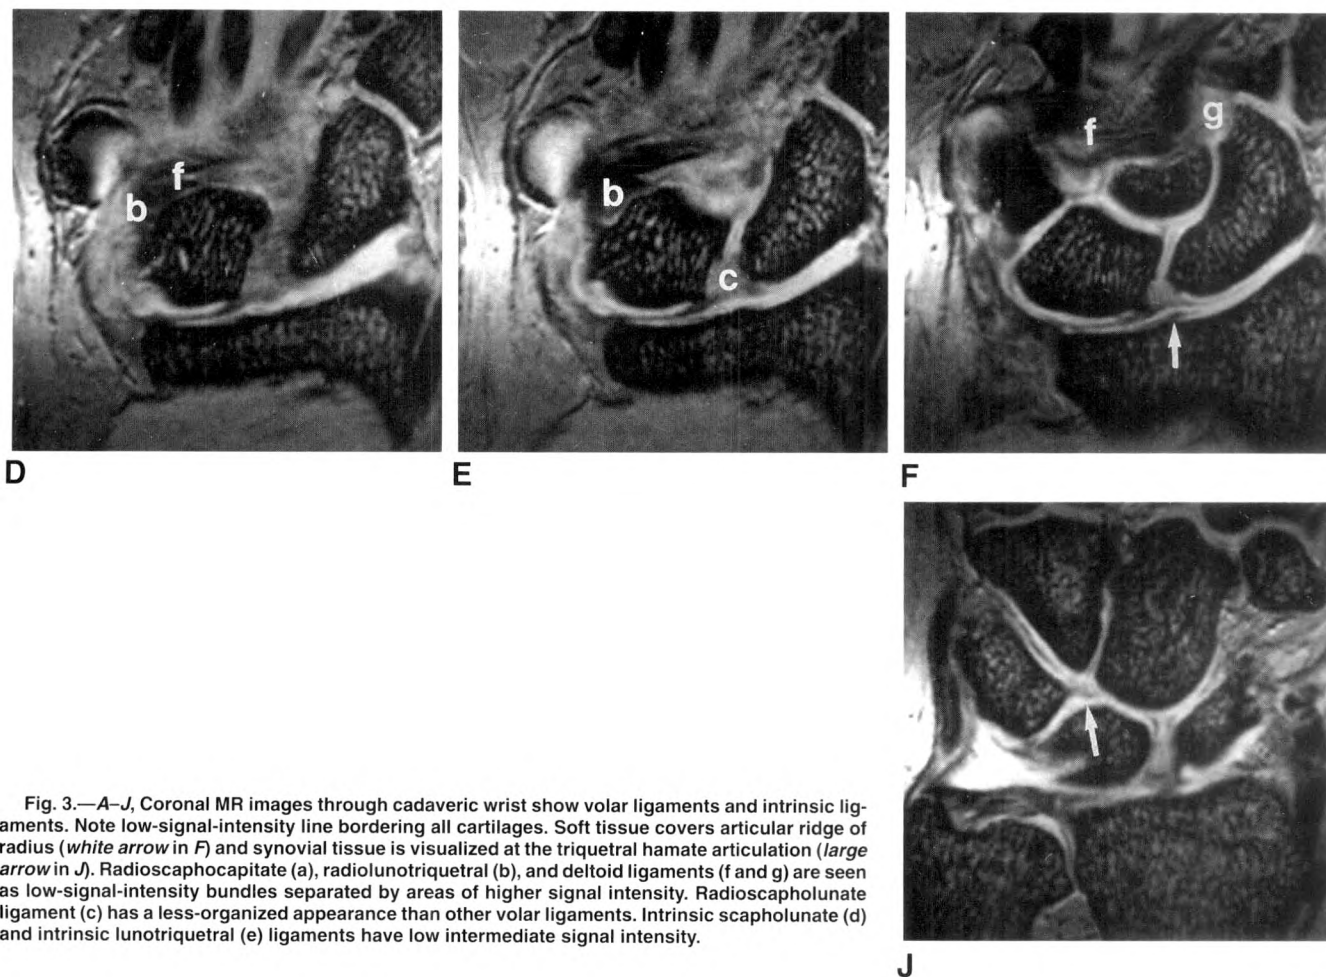 f
b
b
c
f
g
D
E
F
J
Fig. 3.—A–J, Coronal MR images through cadaveric wrist show volar ligaments and intrinsic lig-
aments. Note low-signal-intensity line bordering all cartilages. Soft tissue covers articular ridge of
radius (white arrow in F) and synovial tissue is visualized at the triquetral hamate articulation (large
arrow in J). Radioscaphocapitate (a), radiolunotriquetral (b), and deltoid ligaments (f and g) are seen
as low-signal-intensity bundles separated by areas of higher signal intensity. Radioscapholunate
ligament (c) has a less-organized appearance than other volar ligaments. Intrinsic scapholunate (d)
and intrinsic lunotriquetral (e) ligaments have low intermediate signal intensity.